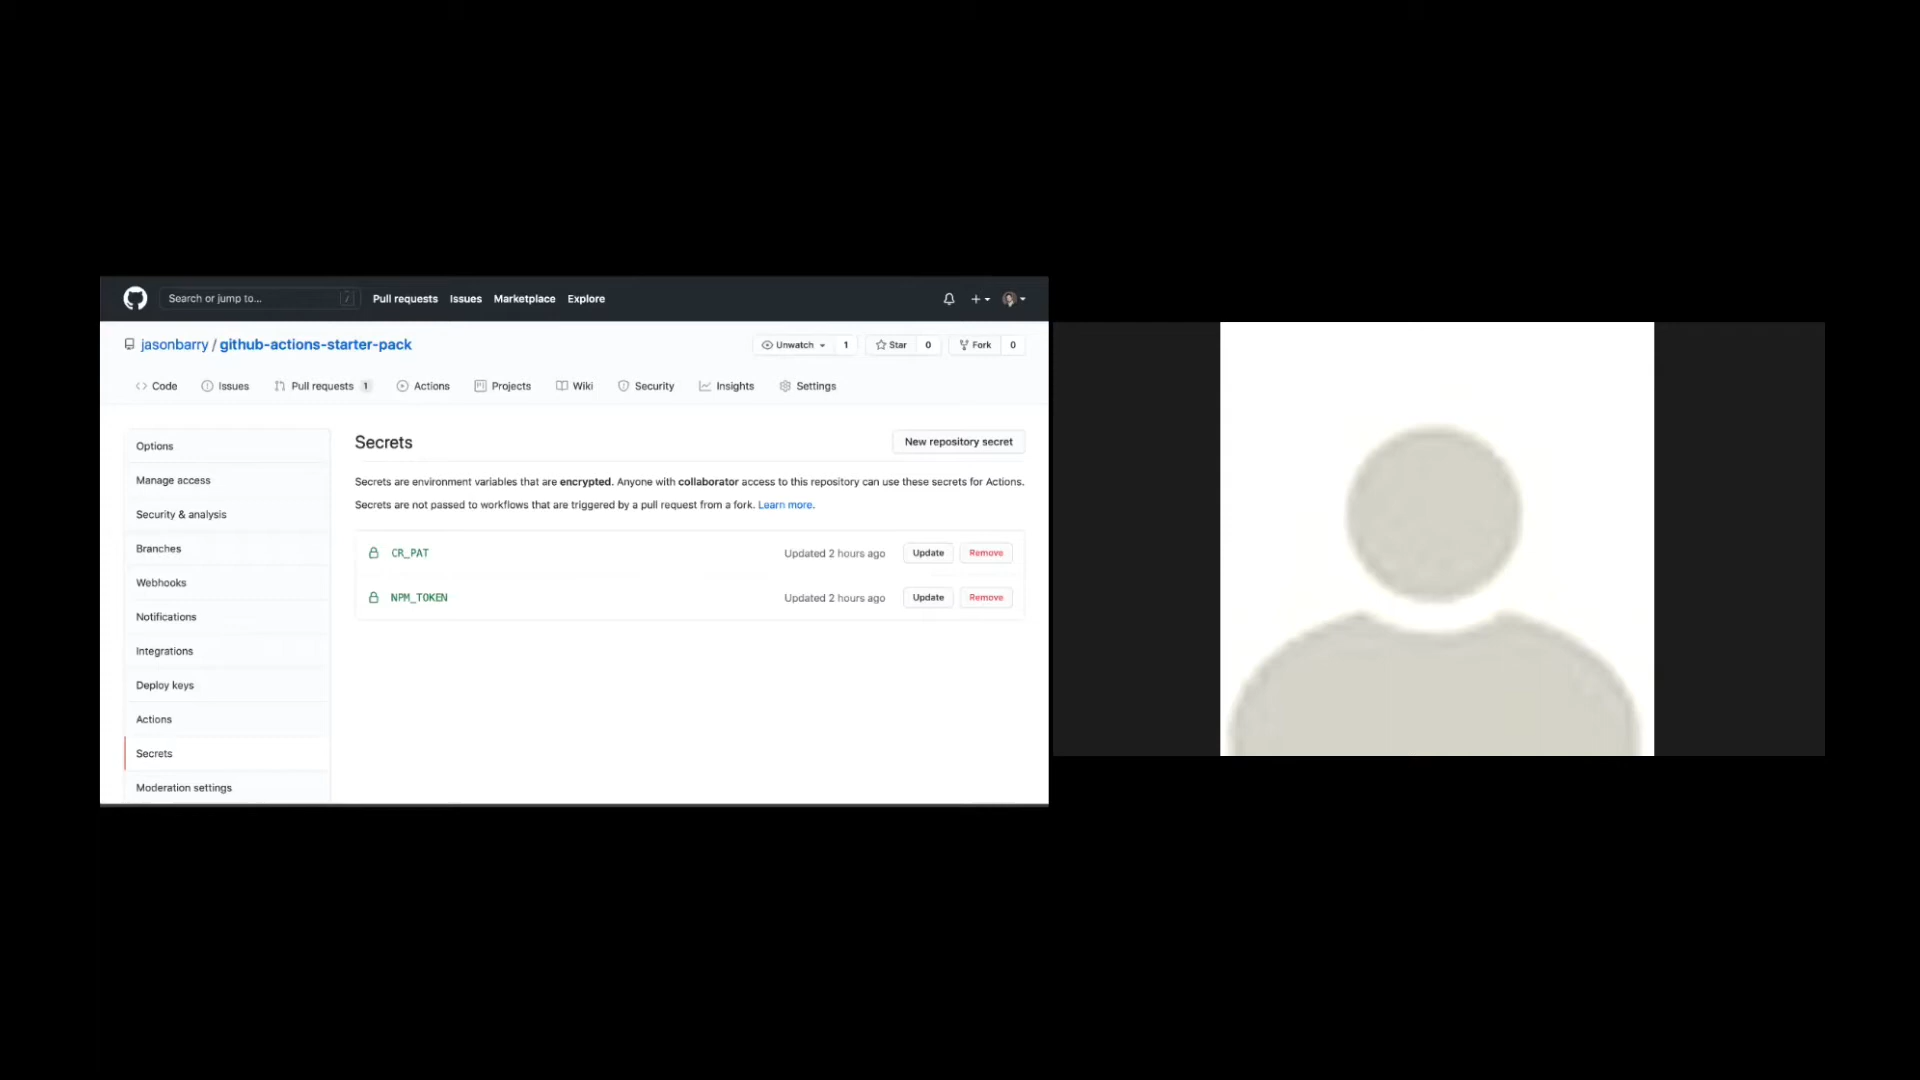 Search or jump to... /
Pull requests Issues Marketplace Explore
jasonbarry / github-actions-starter-pack
Unwatch 1 Star 0 Fork 0
Code Issues Pull requests 1 Actions Projects Wiki Security Insights Settings
Options
Manage access
Security & analysis
Branches
Webhooks
Notifications
Integrations
Deploy keys
Actions
Secrets
Moderation settings
Secrets
New repository secret
Secrets are environment variables that are encrypted. Anyone with collaborator access to this repository can use these secrets for Actions.
Secrets are not passed to workflows that are triggered by a pull request from a fork. Learn more.
CR_PAT Updated 2 hours ago Update Remove
NPM_TOKEN Updated 2 hours ago Update Remove